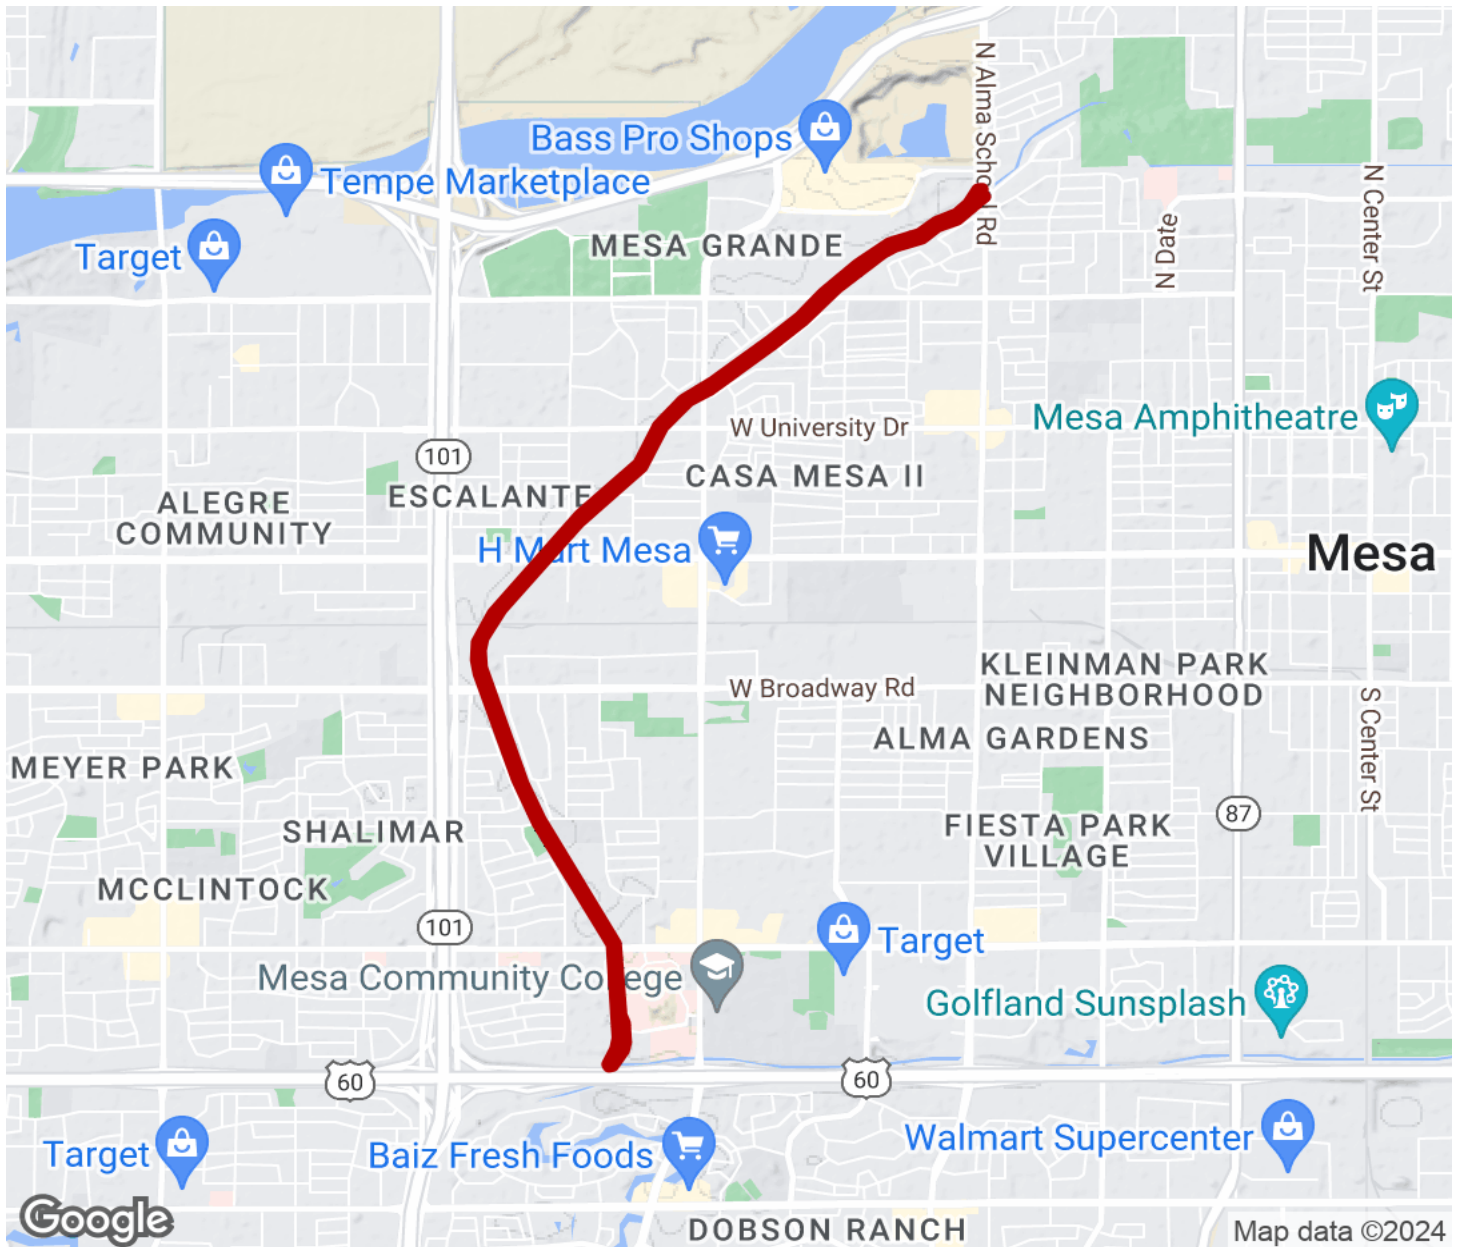 N Alma School Rd
Bass Pro Shops
Tempe Marketplace
N Center St
N Date
Target
MESA GRANDE
Mesa Amphitheatre
W University Dr
101
CASA MESA II
ESCALANTE
ALEGRE
COMMUNITY
H Mart Mesa
Mesa
KLEINMAN PARK
NEIGHBORHOOD
W Broadway Rd
S Center St
ALMA GARDENS
MEYER PARK
87
SHALIMAR
FIESTA PARK
VILLAGE
MCCLINTOCK
101
Target
Mesa Community College
Golfland Sunsplash
60
60
Target
Baiz Fresh Foods
Walmart Supercenter
Google
DOBSON RANCH
Map data ©2024